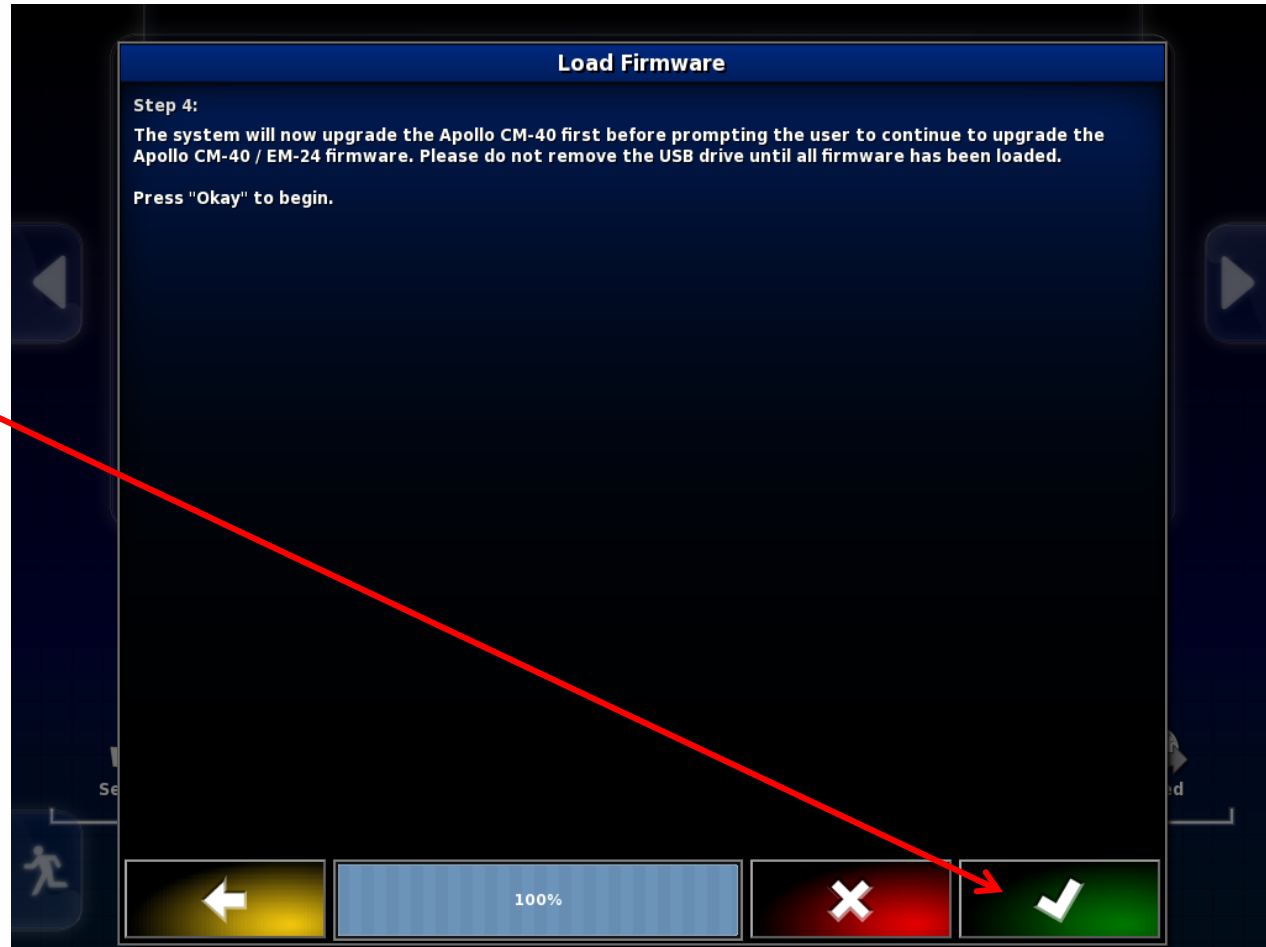 Load Firmware
Step 4:
The system will now upgrade the Apollo CM-40 first before prompting the user to continue to upgrade the
Apollo CM-40 / EM-24 firmware. Please do not remove the USB drive until all firmware has been loaded.
Press "Okay" to begin.
100%